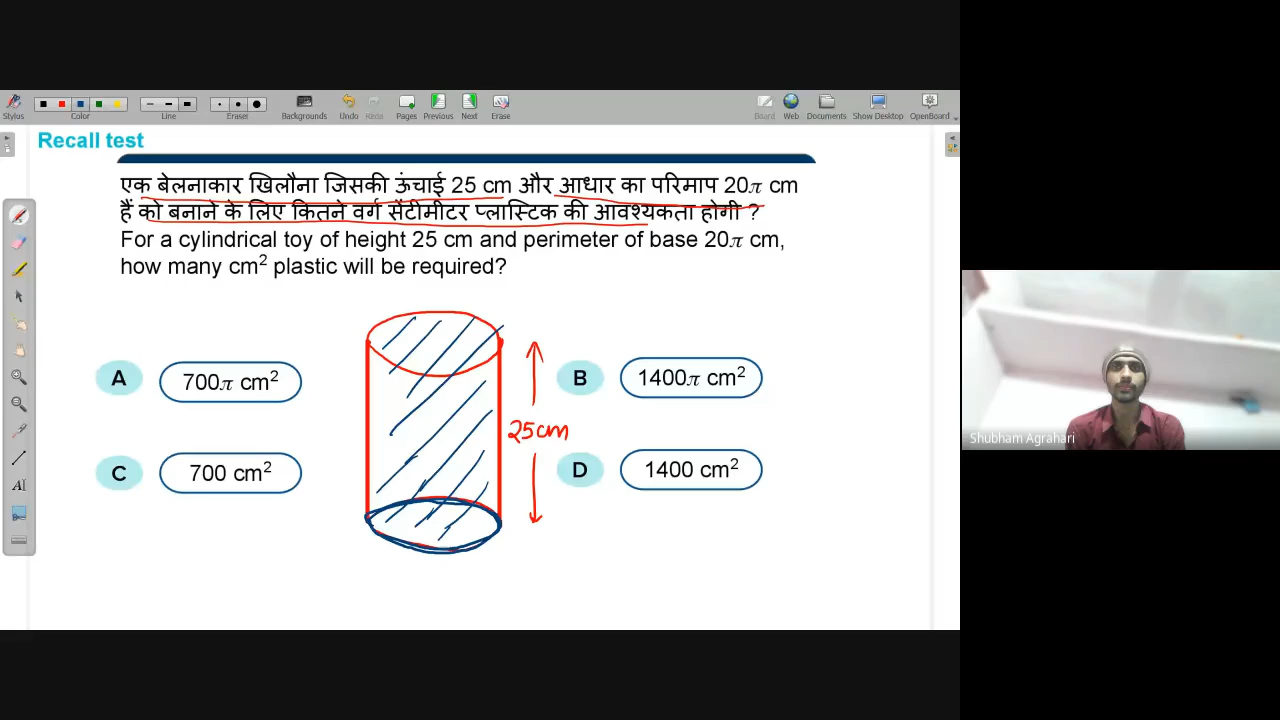 Color
Line
Eraser
Backgrounds
Undo
Redo
Pages
Previous
Next
Erase
Board
Web
Documents
Show Desktop
OpenBoard
Stylus
Recall test
एक बेलनाकार खिलौना जिसकी ऊंचाई 25 cm और आधार का परिमाप 20π cm
हैं को बनाने के लिए कितने वर्ग सेंटीमीटर प्लास्टिक की आवश्यकता होगी ?
For a cylindrical toy of height 25 cm and perimeter of base 20π cm,
how many cm² plastic will be required?
A 700π cm²
B 1400π cm²
25cm
C 700 cm²
D 1400 cm²
Shubham Agrahari